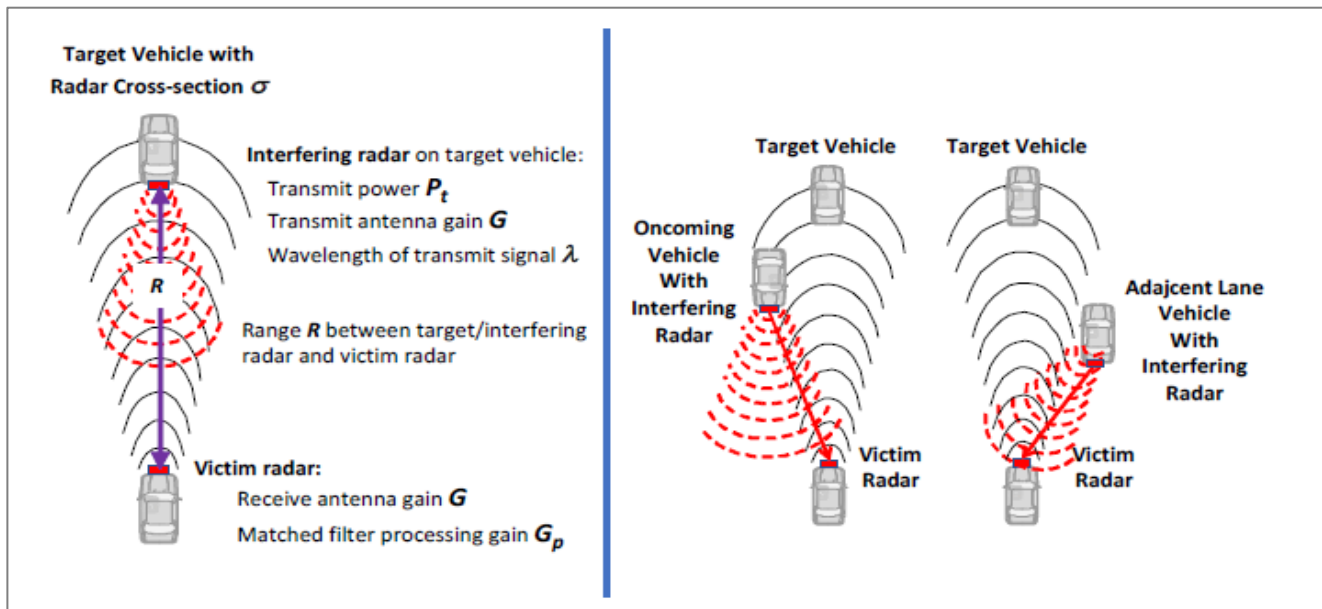 Target Vehicle with
Radar Cross-section σ
Interfering radar on target vehicle:
Transmit power Pt
Transmit antenna gain G
Wavelength of transmit signal λ
R
Range R between target/interfering
radar and victim radar
Victim radar:
Receive antenna gain G
Matched filter processing gain Gp
Target Vehicle
Oncoming
Vehicle
With
Interfering
Radar
Victim
Radar
Target Vehicle
Adajcent Lane
Vehicle
With
Interfering
Radar
Victim
Radar